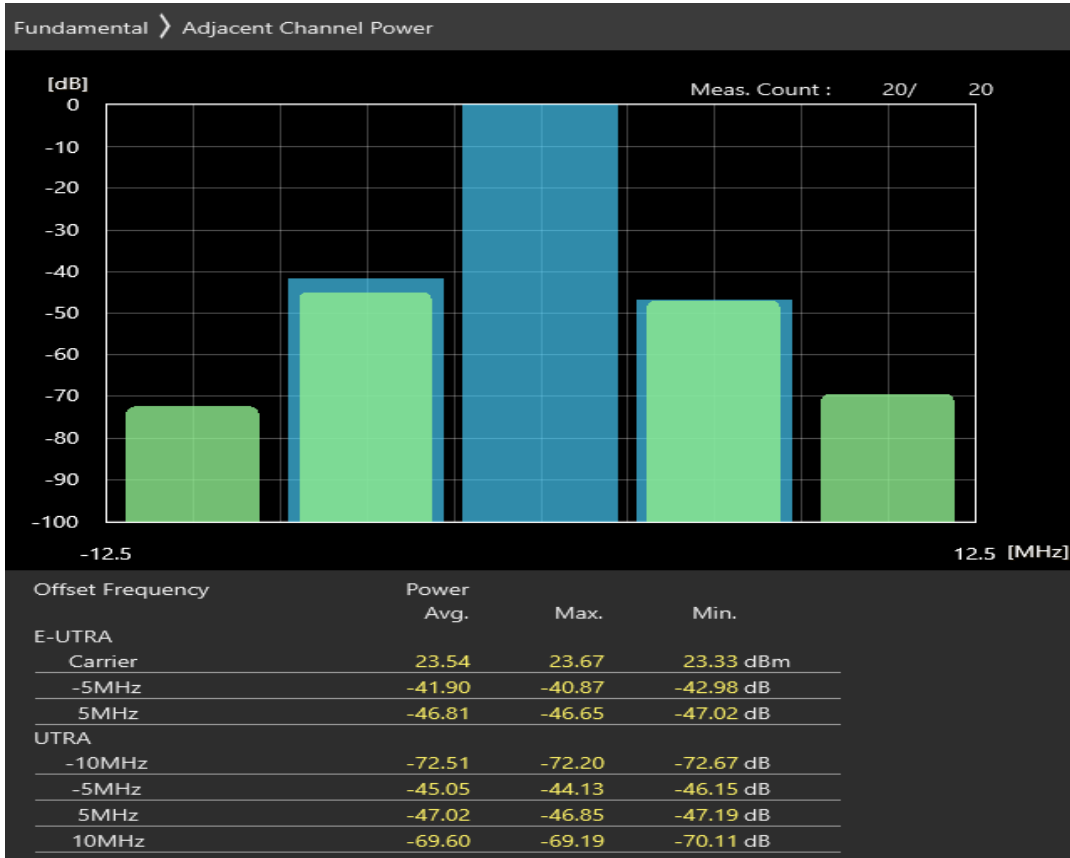 Fundamental 》 Adjacent Channel Power
[dB]
Meas. Count : 20/ 20
0
-10
-20
-30
-40
-50
-60
-70
-80
-90
-100
-12.5 12.5 [MHz]
Offset Frequency Power
Avg. Max. Min.
E-UTRA
Carrier 23.54 23.67 23.33 dBm
-5MHz -41.90 -40.87 -42.98 dB
5MHz -46.81 -46.65 -47.02 dB
UTRA
-10MHz -72.51 -72.20 -72.67 dB
-5MHz -45.05 -44.13 -46.15 dB
5MHz -47.02 -46.85 -47.19 dB
10MHz -69.60 -69.19 -70.11 dB